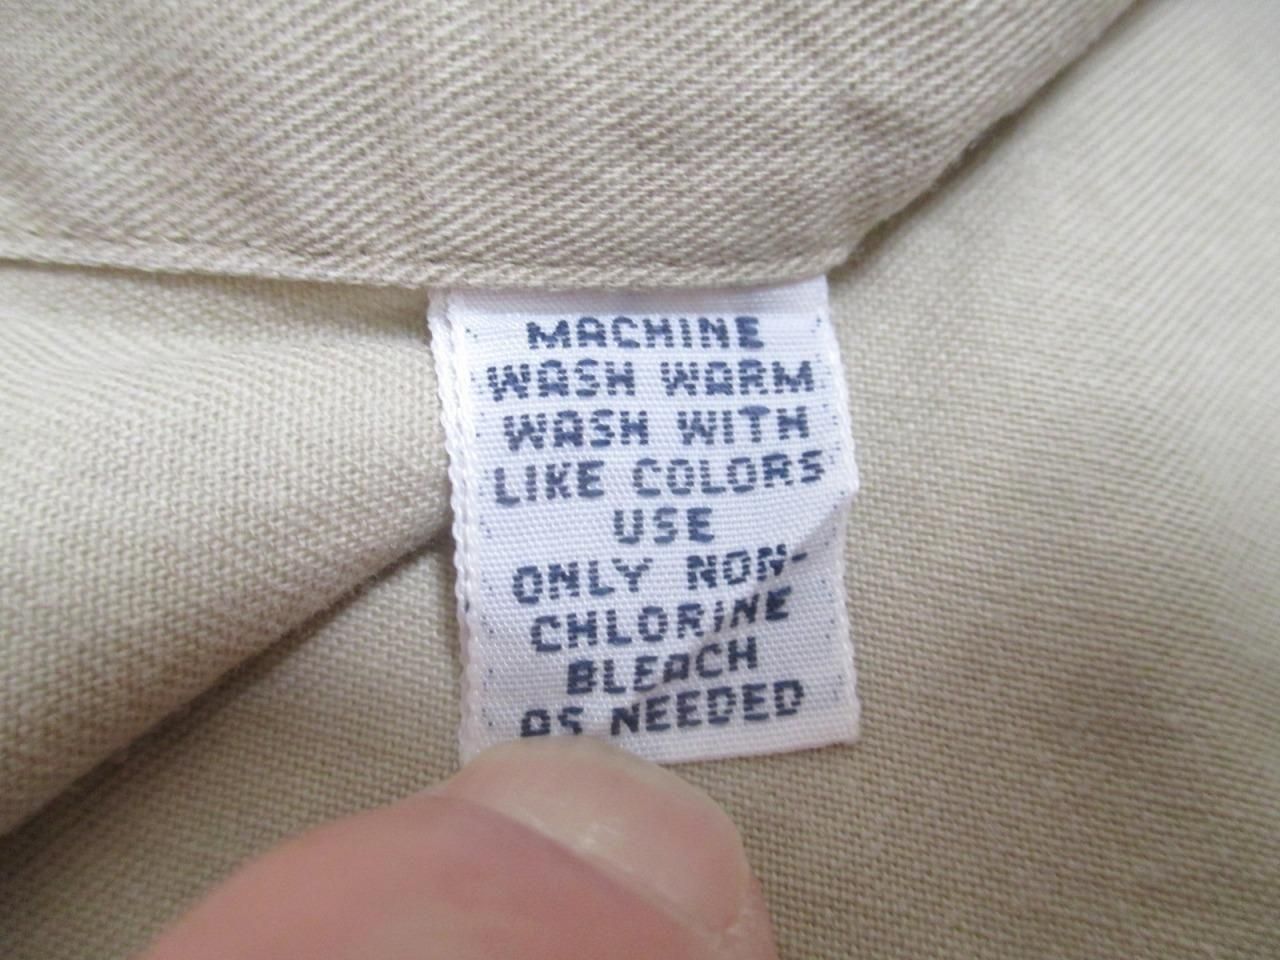 MACHINE
WASH WARM
WASH WITH
LIKE COLORS
USE
ONLY NON-
CHLORINE
BLEACH
AS NEEDED